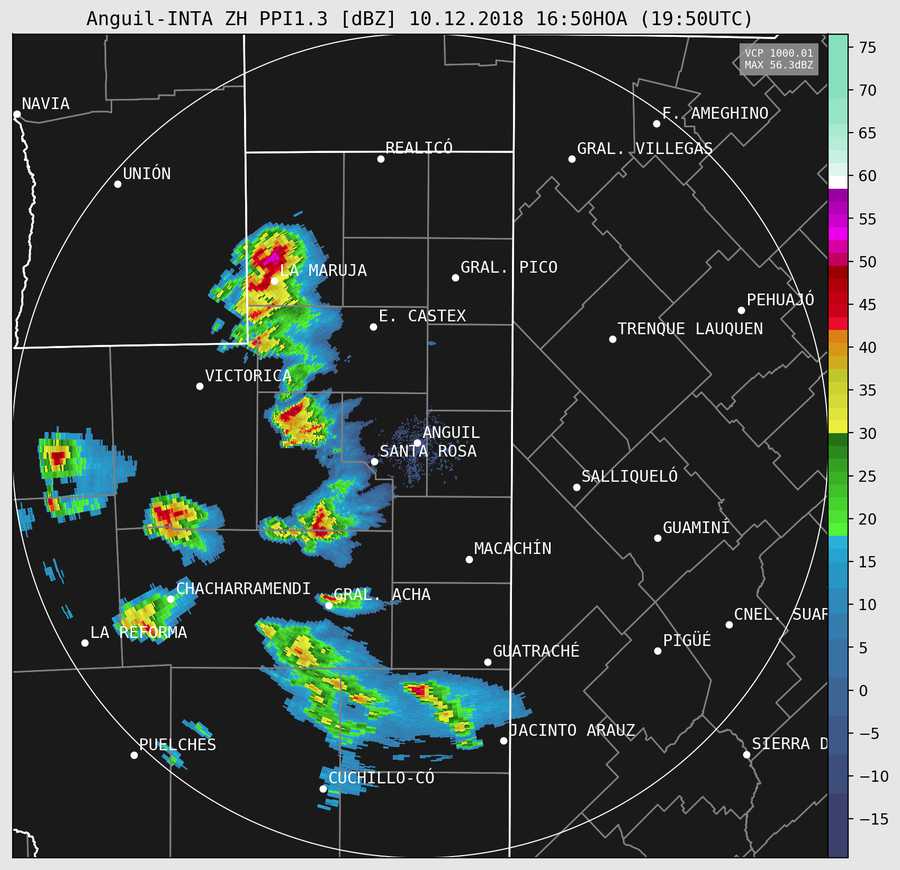 Anguil-INTA ZH PPI1.3 [dBZ] 10.12.2018 16:50HOA (19:50UTC)
VCP 1000.01
MAX 56.3dBZ
NAVIA
F. AMEGHINO
REALICÓ
GRAL. VILLEGAS
UNIÓN
LA MARUJA
GRAL. PICO
PEHUAJÓ
E. CASTEX
TRENQUE LAUQUEN
VICTORICA
ANGUIL
SANTA ROSA
SALLIQUELÓ
GUAMINÍ
MACACHÍN
CHACHARRAMENDI
GRAL. ACHA
CNEL. SUAR
LA REFORMA
PIGÜÉ
GUATRACHÉ
JACINTO ARAUZ
PUELCHES
SIERRA D
CUCHILLO-CÓ
75
70
65
60
55
50
45
40
35
30
25
20
15
10
5
0
−5
−10
−15